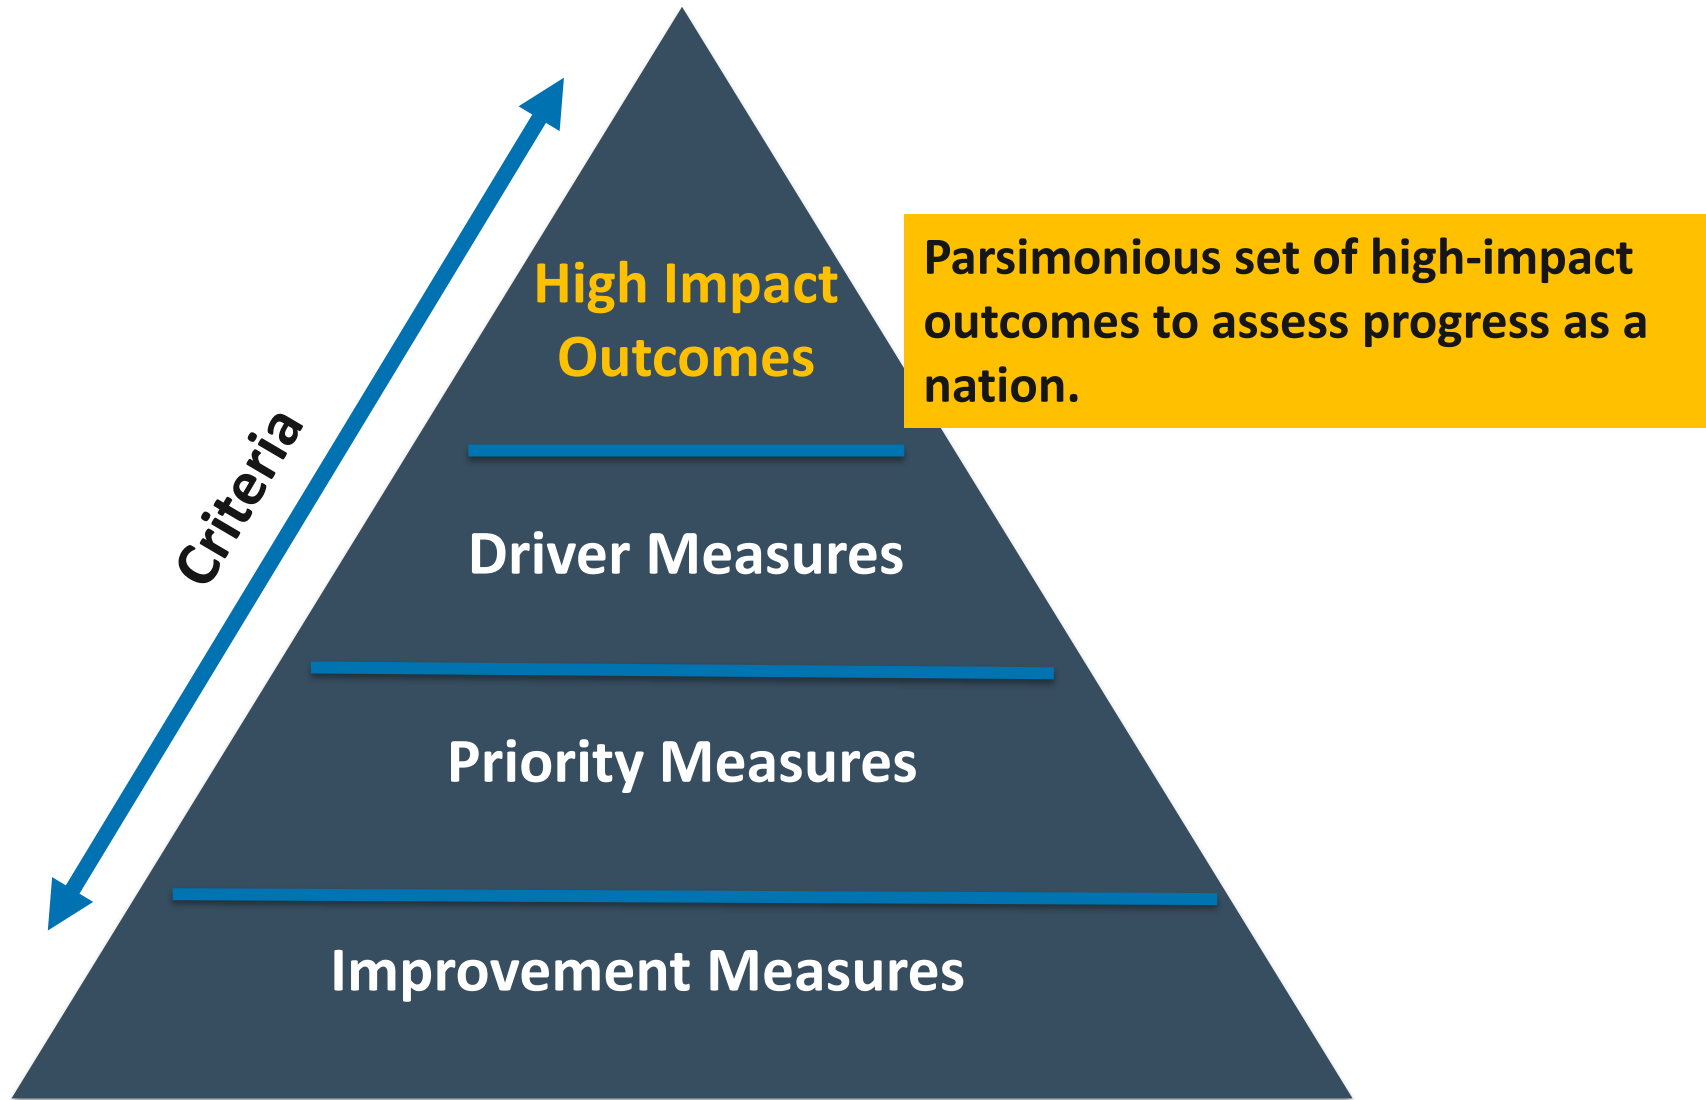 High Impact
Outcomes
Parsimonious set of high-impact
outcomes to assess progress as a
nation.
Criteria
Driver Measures
Priority Measures
Improvement Measures